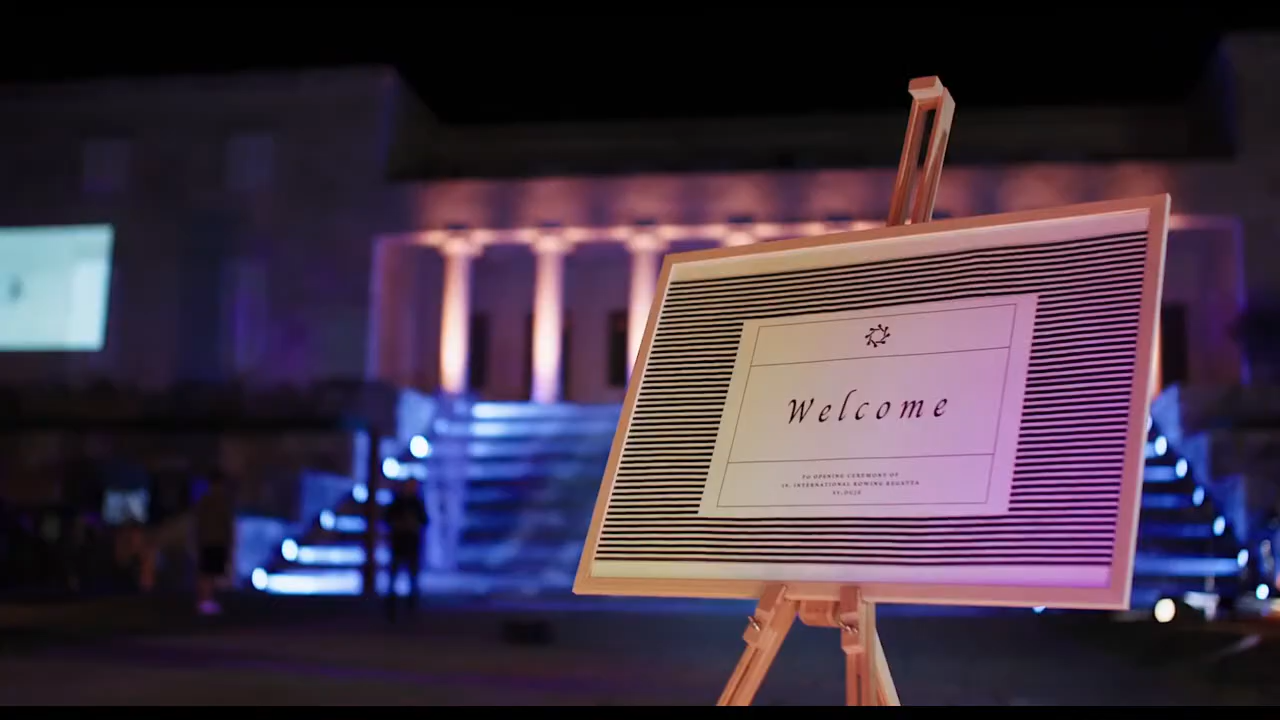 Welcome
TO OPENING CEREMONY OF
INTERNATIONAL ROWING REGATTA